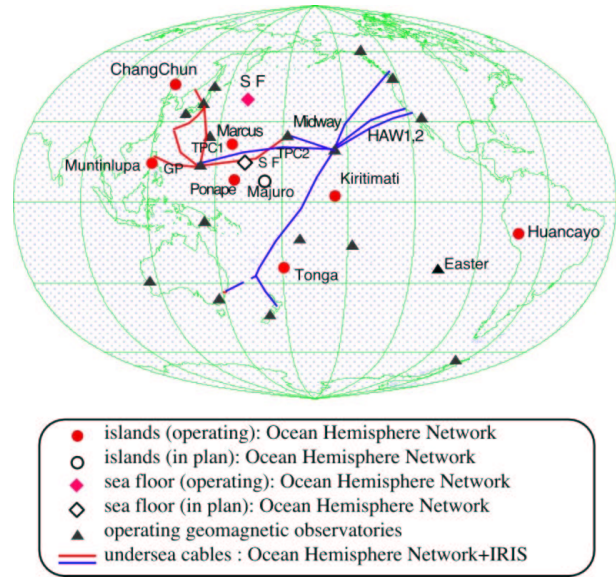 ChangChun
S F
Marcus
Midway
TPC1
HAW1,2
TPC2
Muntinlupa
GP
S F
Ponape
Majuro
Kiritimati
Huancayo
Easter
Tonga
islands (operating): Ocean Hemisphere Network
islands (in plan): Ocean Hemisphere Network
sea floor (operating): Ocean Hemisphere Network
sea floor (in plan): Ocean Hemisphere Network
operating geomagnetic observatories
undersea cables : Ocean Hemisphere Network+IRIS